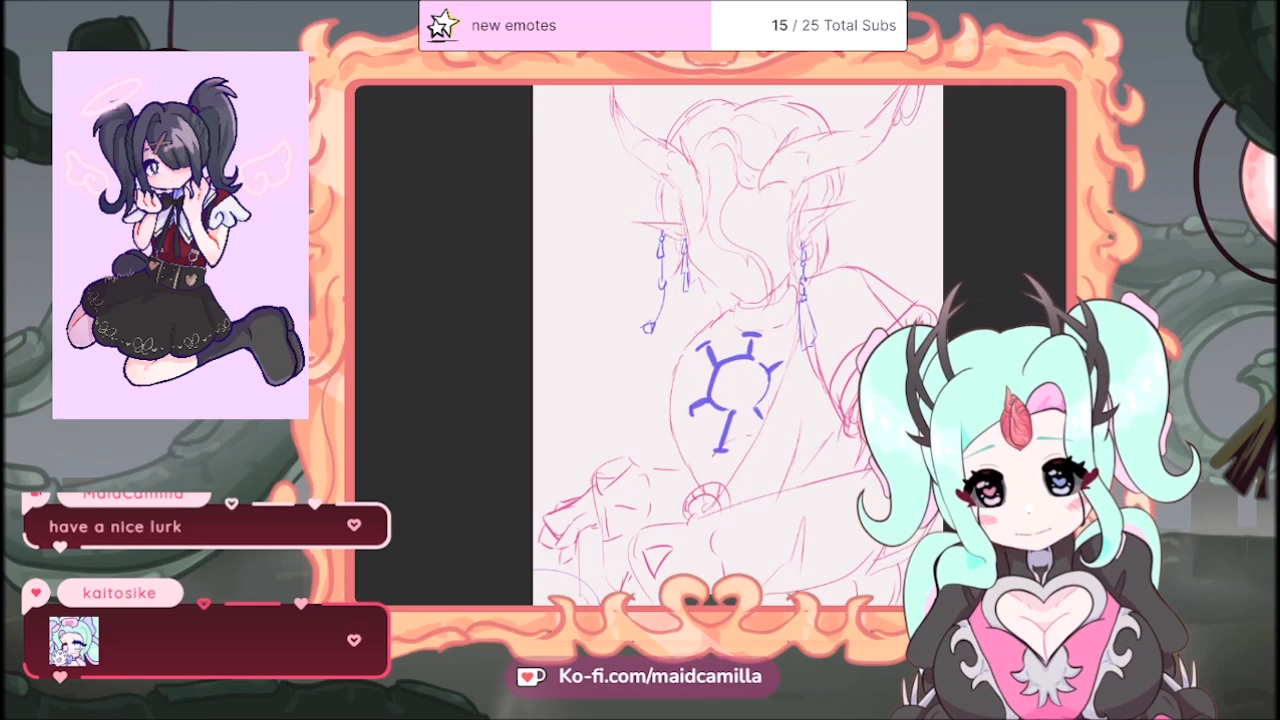 new emotes
15 / 25 Total Subs
MaidCamilla
have a nice lurk
kaitosike
Ko-fi.com/maidcamilla